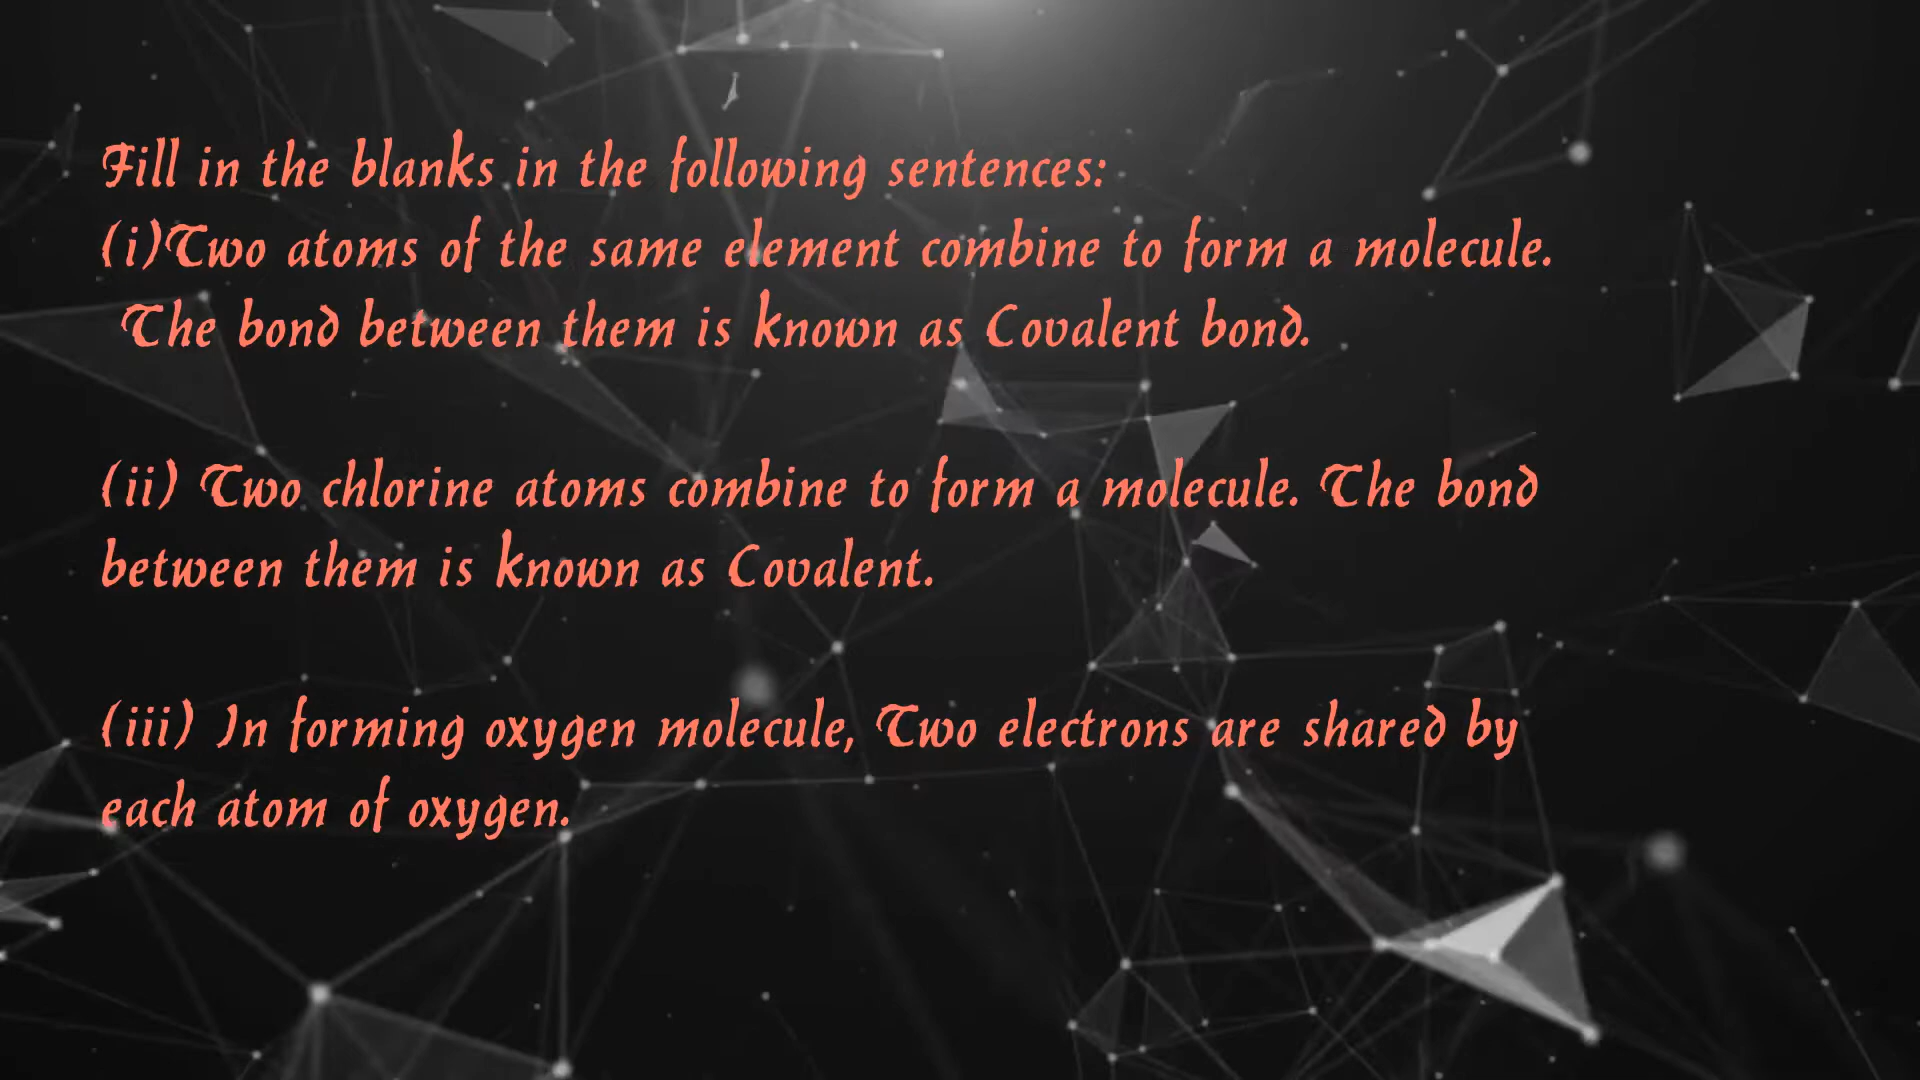 Fill in the blanks in the following sentences:
(i)Two atoms of the same element combine to form a molecule.
The bond between them is known as Covalent bond.
(ii) Two chlorine atoms combine to form a molecule. The bond
between them is known as Covalent.
(iii) In forming oxygen molecule, Two electrons are shared by
each atom of oxygen.